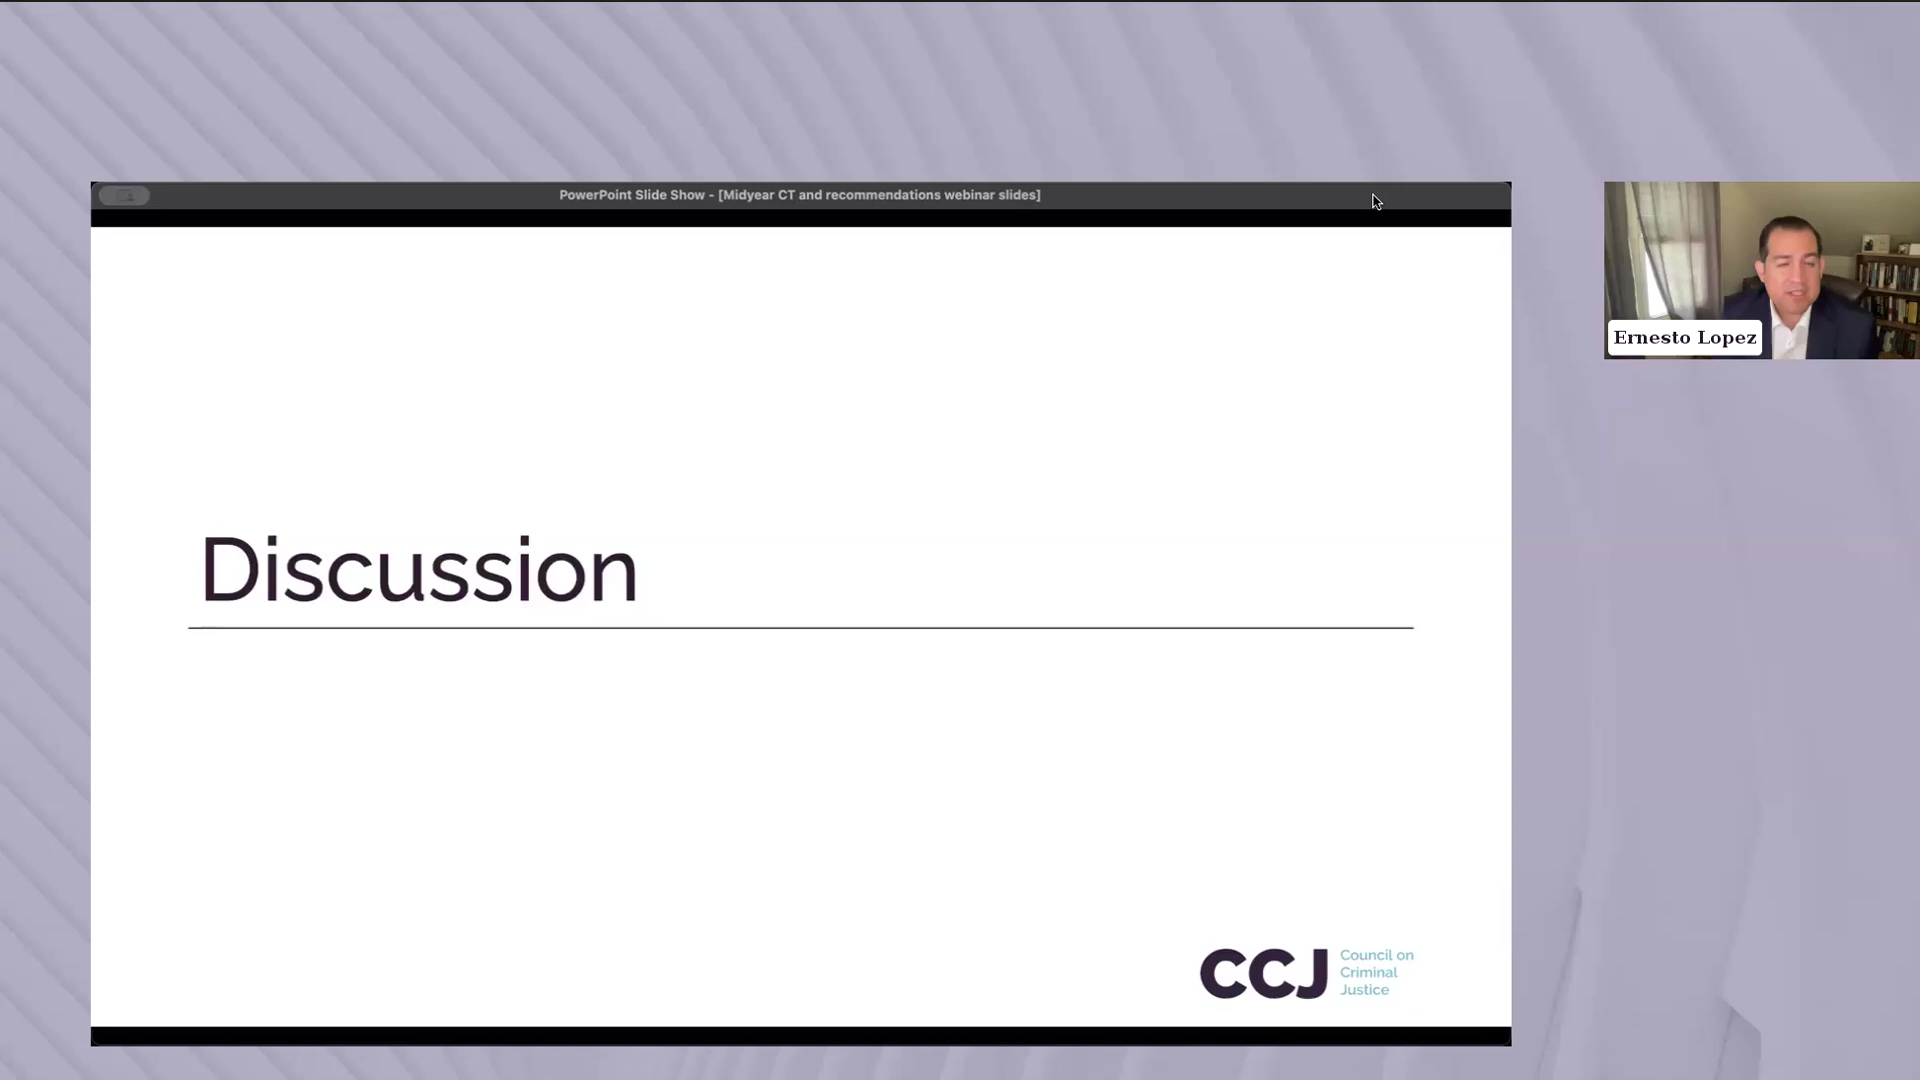 PowerPoint Slide Show - [Midyear CT and recommendations webinar slides]
Ernesto Lopez
Discussion
CCJ
Council on
Criminal
Justice